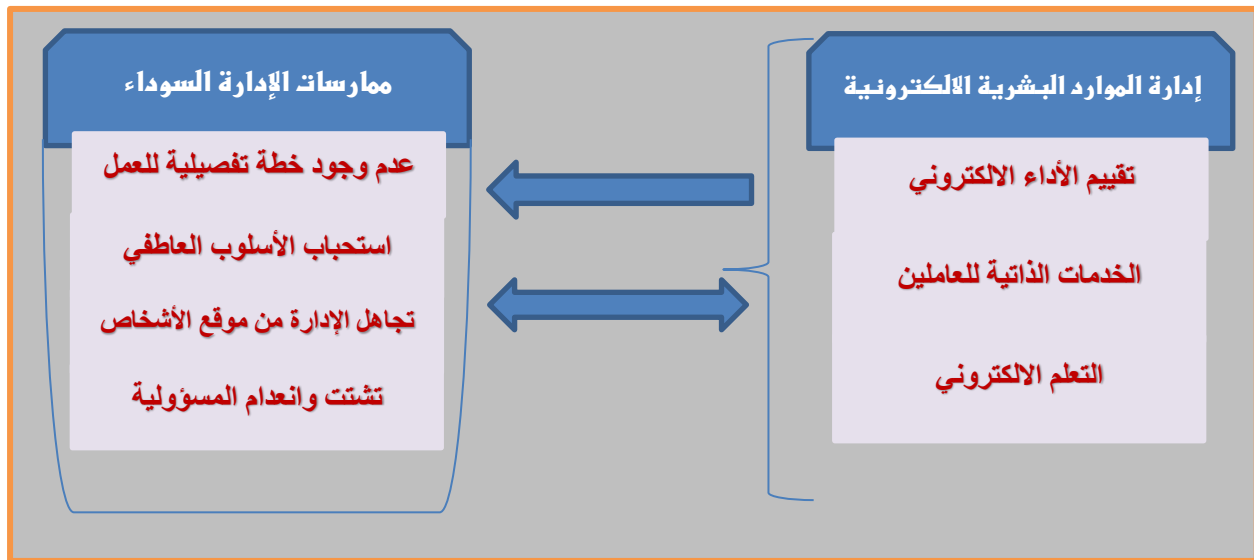 إدارة الموارد البشرية الالكترونية
تقييم الأداء الالكتروني
الخدمات الذاتية للعاملين
التعلم الالكتروني
ممارسات الإدارة السوداء
عدم وجود خطة تفصيلية للعمل
استحباب الأسلوب العاطفي
تجاهل الإدارة من موقع الأشخاص
تشتت وانعدام المسؤولية